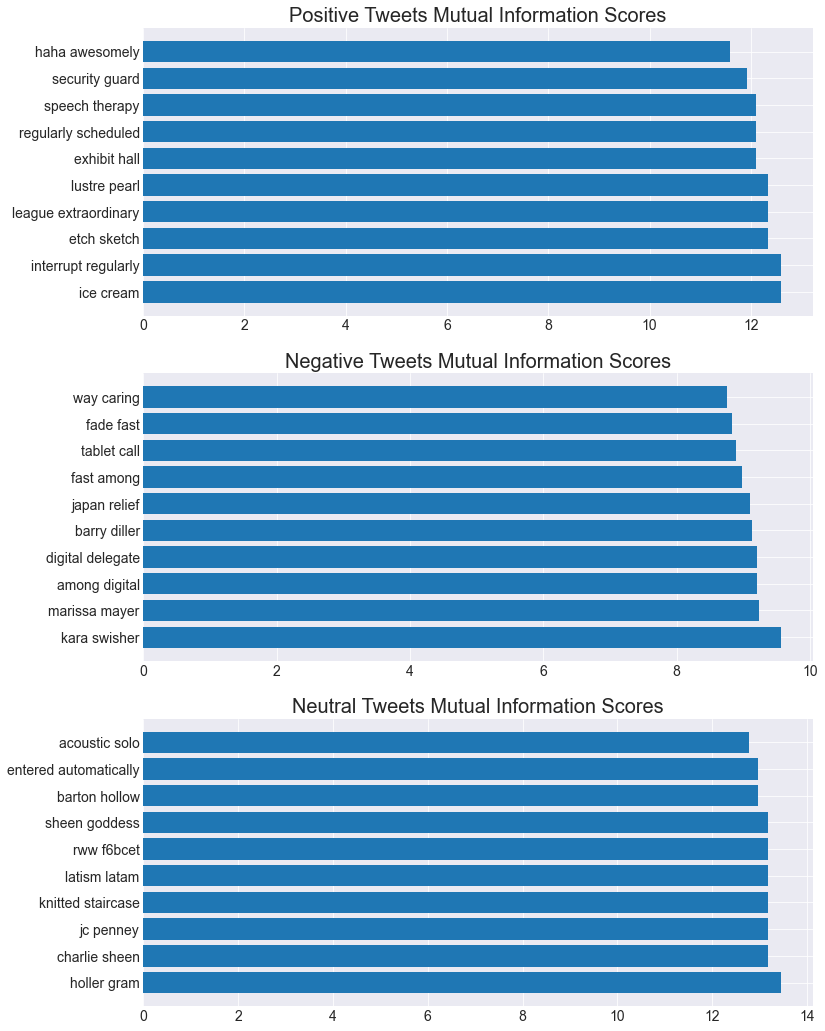 Positive Tweets Mutual Information Scores
haha awesomely
security guard
speech therapy
regularly scheduled
exhibit hall
lustre pearl
league extraordinary
etch sketch
interrupt regularly
ice cream
0 2 4 6 8 10 12
Negative Tweets Mutual Information Scores
way caring
fade fast
tablet call
fast among
japan relief
barry diller
digital delegate
among digital
marissa mayer
kara swisher
0 2 4 6 8 10
Neutral Tweets Mutual Information Scores
acoustic solo
entered automatically
barton hollow
sheen goddess
rww f6bcet
latism latam
knitted staircase
jc penney
charlie sheen
holler gram
0 2 4 6 8 10 12 14